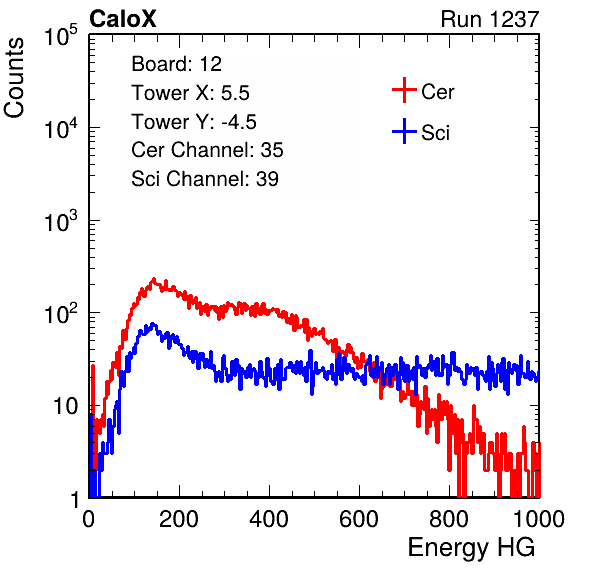 CaloX Run 1237
Counts
Board: 12
Tower X: 5.5
Tower Y: -4.5
Cer Channel: 35
Sci Channel: 39
Cer
Sci
10^5
10^4
10^3
10^2
10
1
0 200 400 600 800 1000
Energy HG